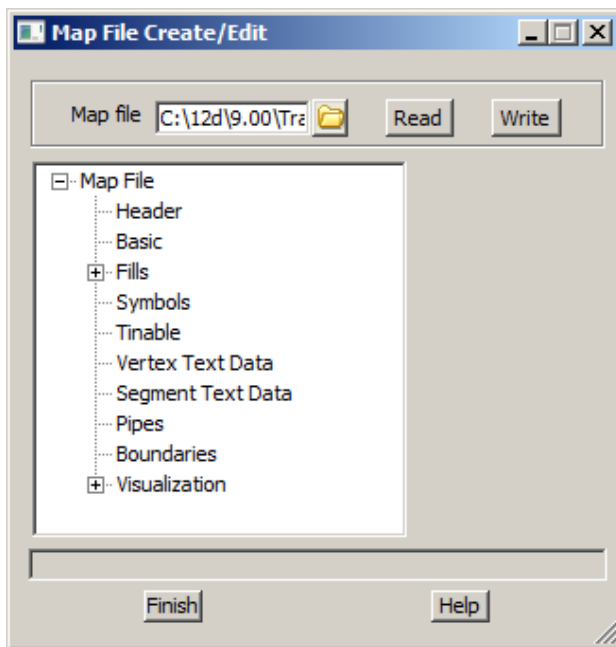 Map File Create/Edit
Map file C:\12d\9.00\Tra Read Write
Map File
Header
Basic
Fills
Symbols
Tinable
Vertex Text Data
Segment Text Data
Pipes
Boundaries
Visualization
Finish Help